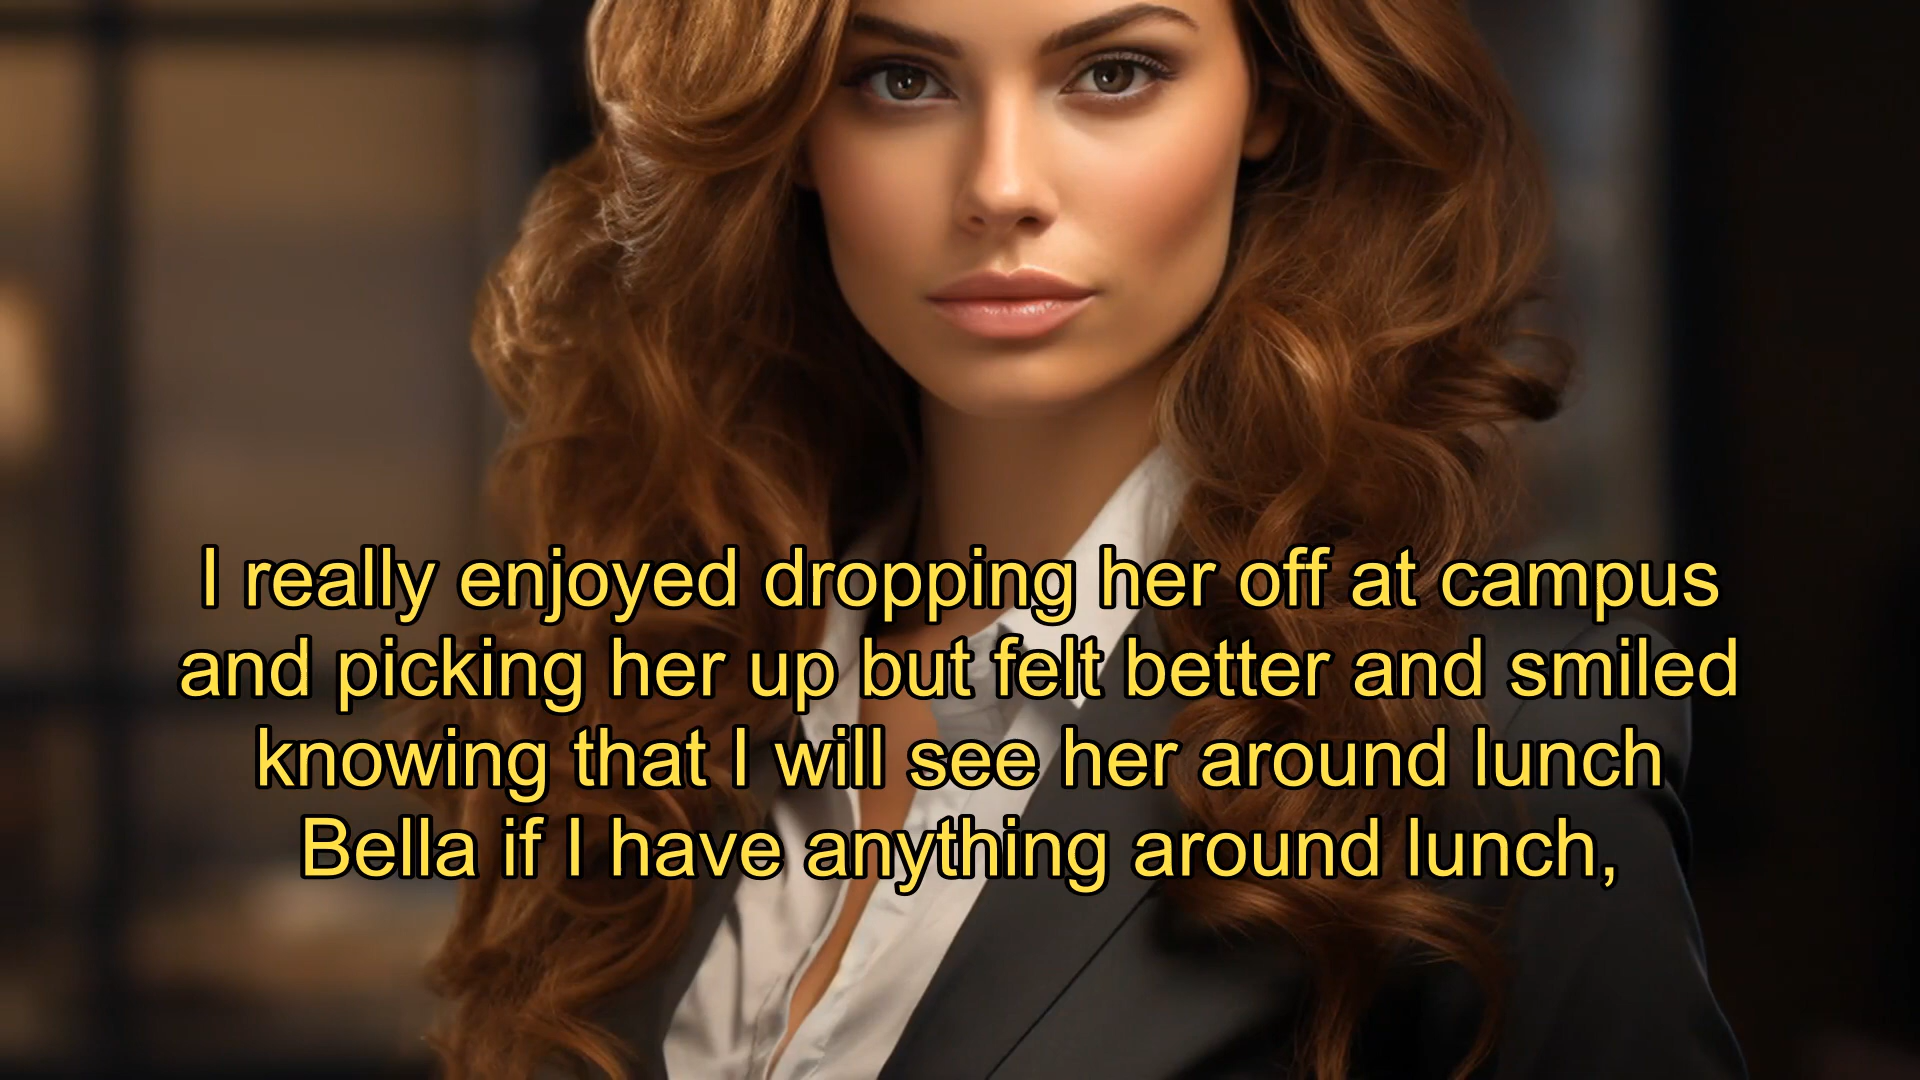 I really enjoyed dropping her off at campus
and picking her up but felt better and smiled
knowing that I will see her around lunch
Bella if I have anything around lunch,